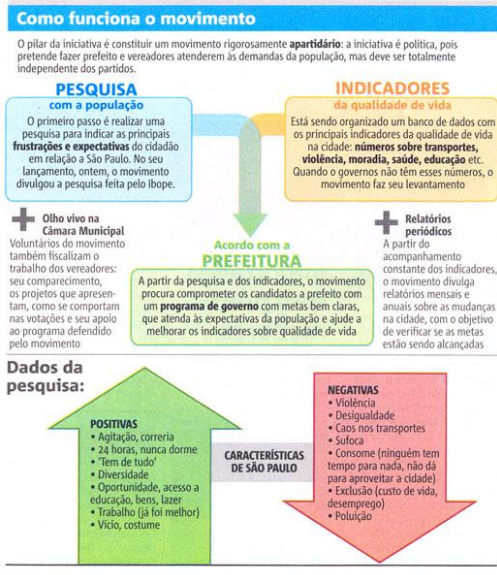 Como funciona o movimento
O pilar da iniciativa é constituir um movimento rigorosamente apartidário: a iniciativa é política, pois
pretende fazer prefeito e vereadores atenderem às demandas da população, mas deve ser totalmente
independente dos partidos.
PESQUISA
com a população
O primeiro passo é realizar uma
pesquisa para indicar as principais
frustrações e expectativas do cidadão
em relação a São Paulo. No seu
lançamento, ontem, o movimento
divulgou a pesquisa feita pelo Ibope.
INDICADORES
da qualidade de vida
Está sendo organizado um banco de dados com
os principais indicadores da qualidade de vida
na cidade: números sobre transportes,
violência, moradia, saúde, educação etc.
Quando o governos não têm esses números, o
movimento faz seu levantamento
+ Olho vivo na
Câmara Municipal
Voluntários do movimento
também fiscalizam o
trabalho dos vereadores:
seu comparecimento,
os projetos que apresen-
tam, como se comportam
nas votações e seu apoio
ao programa defendido
pelo movimento
Acordo com a
PREFEITURA
A partir da pesquisa e dos indicadores, o movimento
procura comprometer os candidatos a prefeito com
um programa de governo com metas bem claras,
que atenda às expectativas da população e ajude a
melhorar os indicadores sobre qualidade de vida
+ Relatórios
periódicos
A partir do
acompanhamento
constante dos indicadores,
o movimento divulga
relatórios mensais e
anuais sobre as mudanças
na cidade, com o objetivo
de verificar se as metas
estão sendo alcançadas
Dados da
pesquisa:
POSITIVAS
• Agitação, correria
• 24 horas, nunca dorme
• 'Tem de tudo'
• Diversidade
• Oportunidade, acesso a
educação, bens, lazer
• Trabalho (já foi melhor)
• Vício, costume
CARACTERÍSTICAS
DE SÃO PAULO
NEGATIVAS
• Violência
• Desigualdade
• Caos nos transportes
• Sufoca
• Consome (ninguém tem
tempo para nada, não dá
para aproveitar a cidade)
• Exclusão (custo de vida,
desemprego)
• Poluição